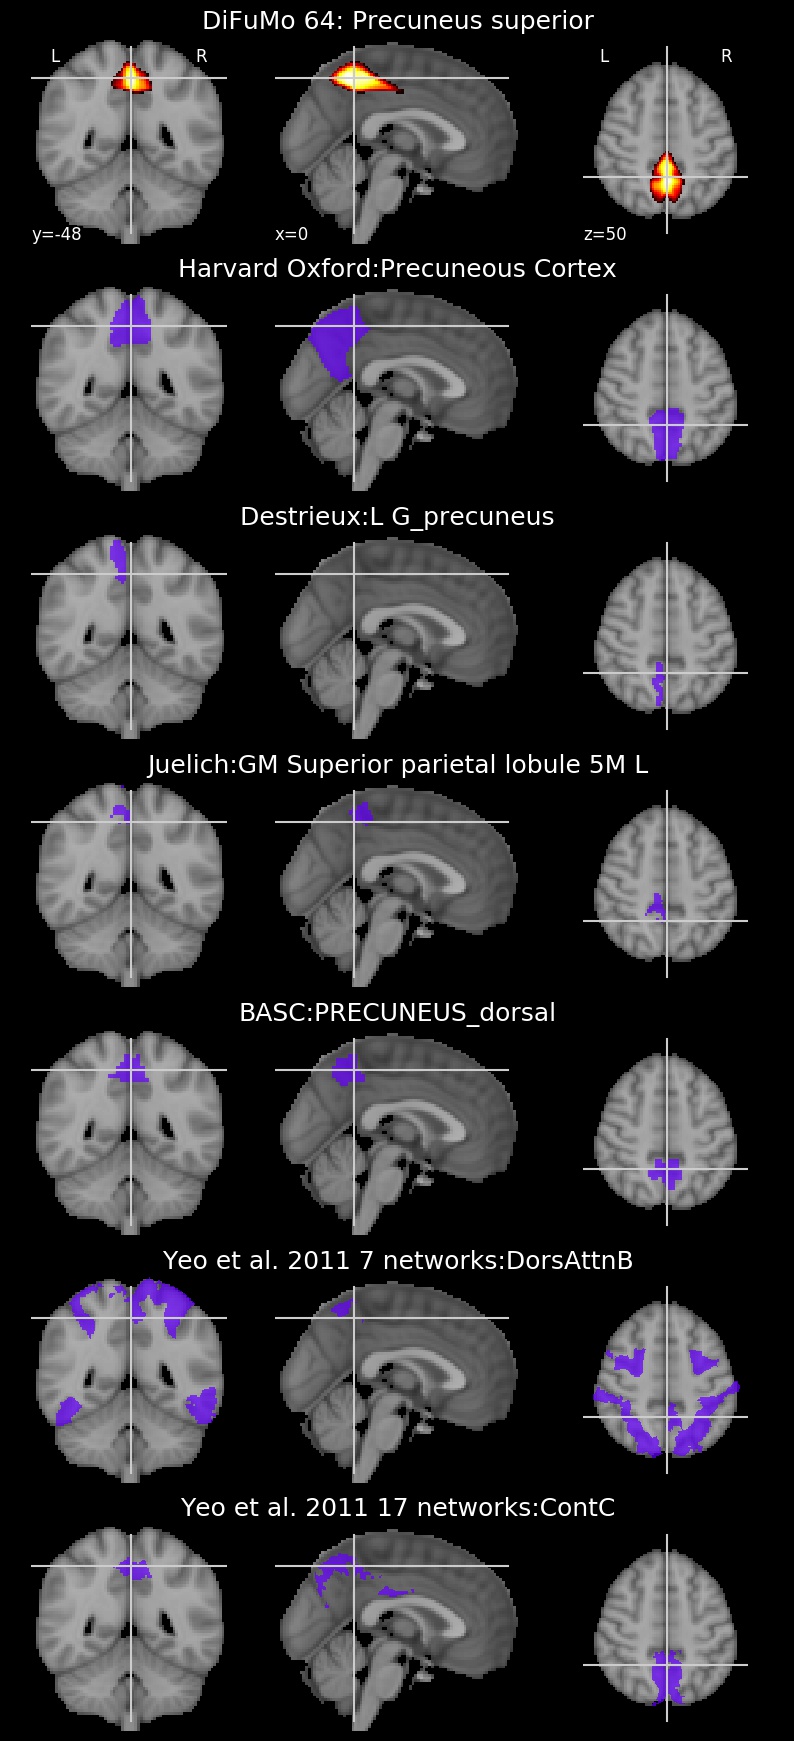 DiFuMo 64: Precuneus superior
L R L R
y=-48 x=0 z=50
Harvard Oxford:Precuneous Cortex
Destrieux:L G_precuneus
Juelich:GM Superior parietal lobule 5M L
BASC:PRECUNEUS_dorsal
Yeo et al. 2011 7 networks:DorsAttnB
Yeo et al. 2011 17 networks:ContC